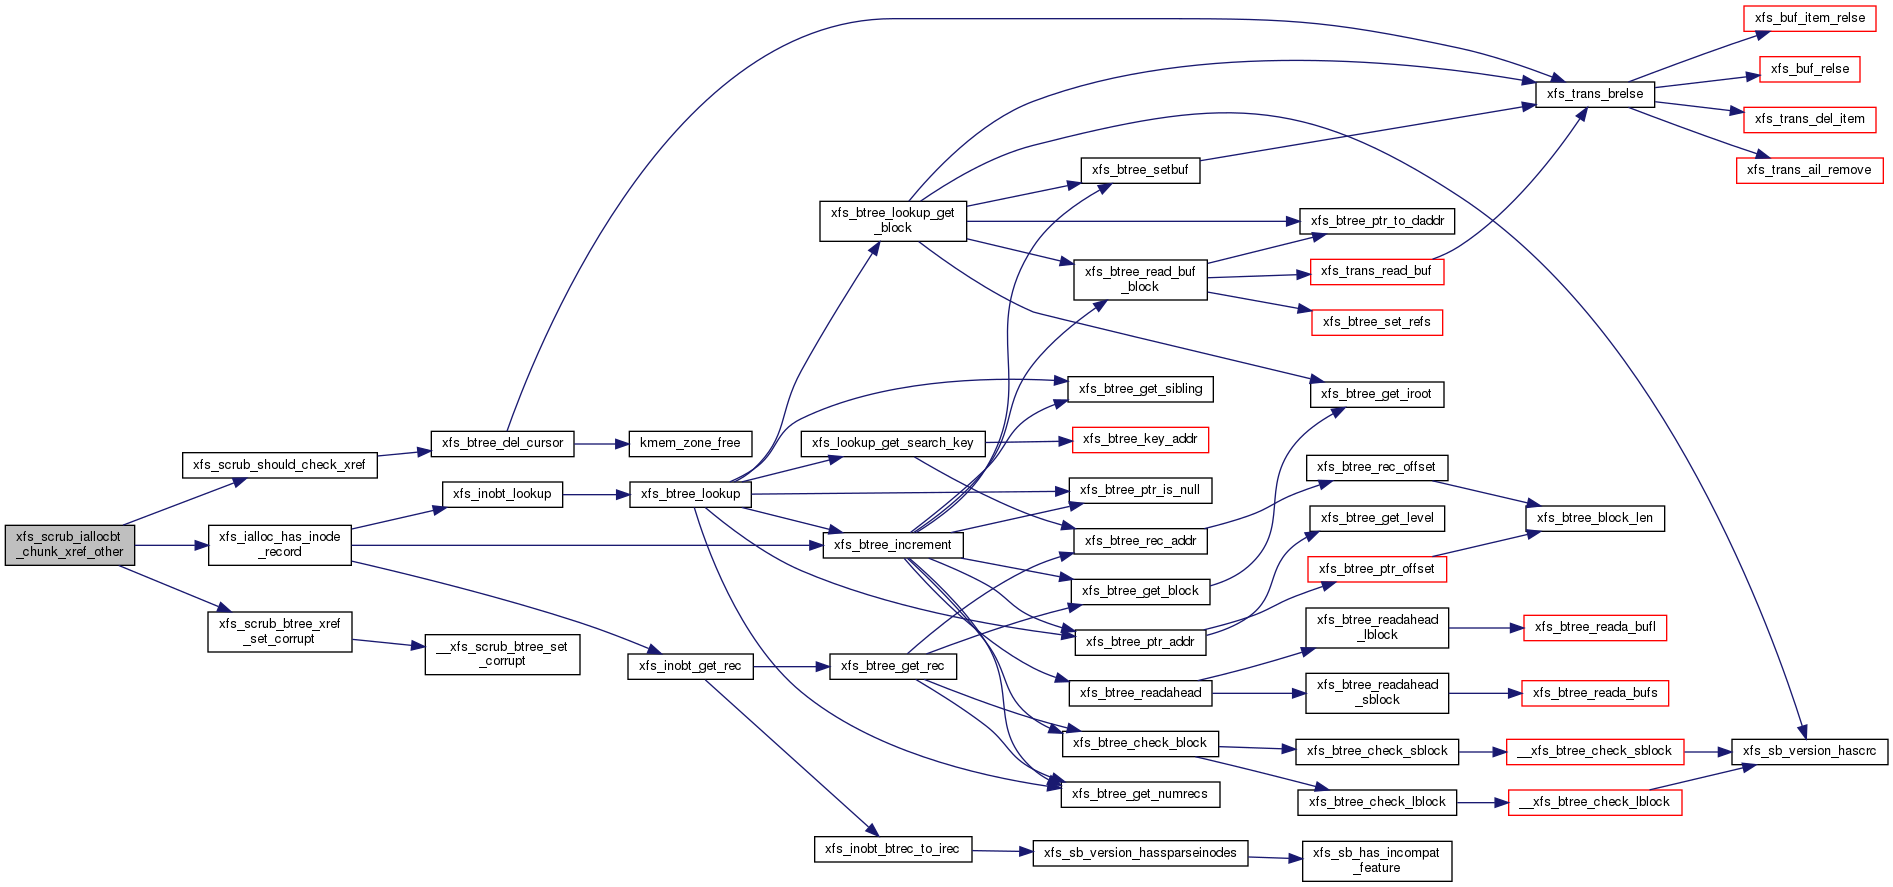 xfs_buf_item_relse
xfs_buf_relse
xfs_trans_brelse
xfs_trans_del_item
xfs_btree_setbuf
xfs_trans_ail_remove
xfs_btree_lookup_get
_block
xfs_btree_ptr_to_daddr
xfs_btree_read_buf
_block
xfs_trans_read_buf
xfs_btree_set_refs
xfs_btree_get_sibling
xfs_btree_get_iroot
xfs_btree_del_cursor
kmem_zone_free
xfs_lookup_get_search_key
xfs_btree_key_addr
xfs_scrub_should_check_xref
xfs_btree_rec_offset
xfs_inobt_lookup
xfs_btree_lookup
xfs_btree_ptr_is_null
xfs_btree_get_level
xfs_btree_block_len
xfs_scrub_iallocbt
_chunk_xref_other
xfs_ialloc_has_inode
_record
xfs_btree_increment
xfs_btree_rec_addr
xfs_btree_ptr_offset
xfs_btree_get_block
xfs_scrub_btree_xref
_set_corrupt
xfs_btree_readahead
_lblock
xfs_btree_reada_bufl
__xfs_scrub_btree_set
_corrupt
xfs_btree_ptr_addr
xfs_inobt_get_rec
xfs_btree_get_rec
xfs_btree_readahead
xfs_btree_readahead
_sblock
xfs_btree_reada_bufs
xfs_btree_check_block
xfs_btree_check_sblock
__xfs_btree_check_sblock
xfs_sb_version_hascrc
xfs_btree_get_numrecs
xfs_btree_check_lblock
__xfs_btree_check_lblock
xfs_inobt_btrec_to_irec
xfs_sb_version_hassparseinodes
xfs_sb_has_incompat
_feature